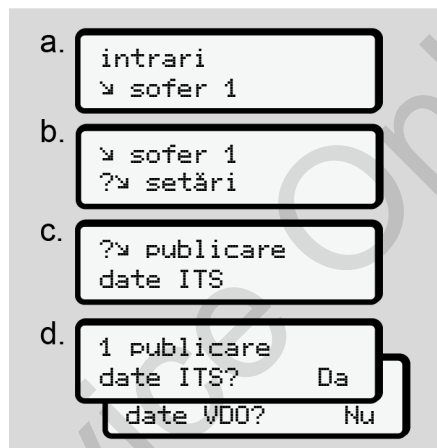 a.
intrari
↘ sofer 1
b.
↘ sofer 1
?↘ setări
c.
?↘ publicare
date ITS
d.
1 publicare
date ITS? Da
date VDO? Nu